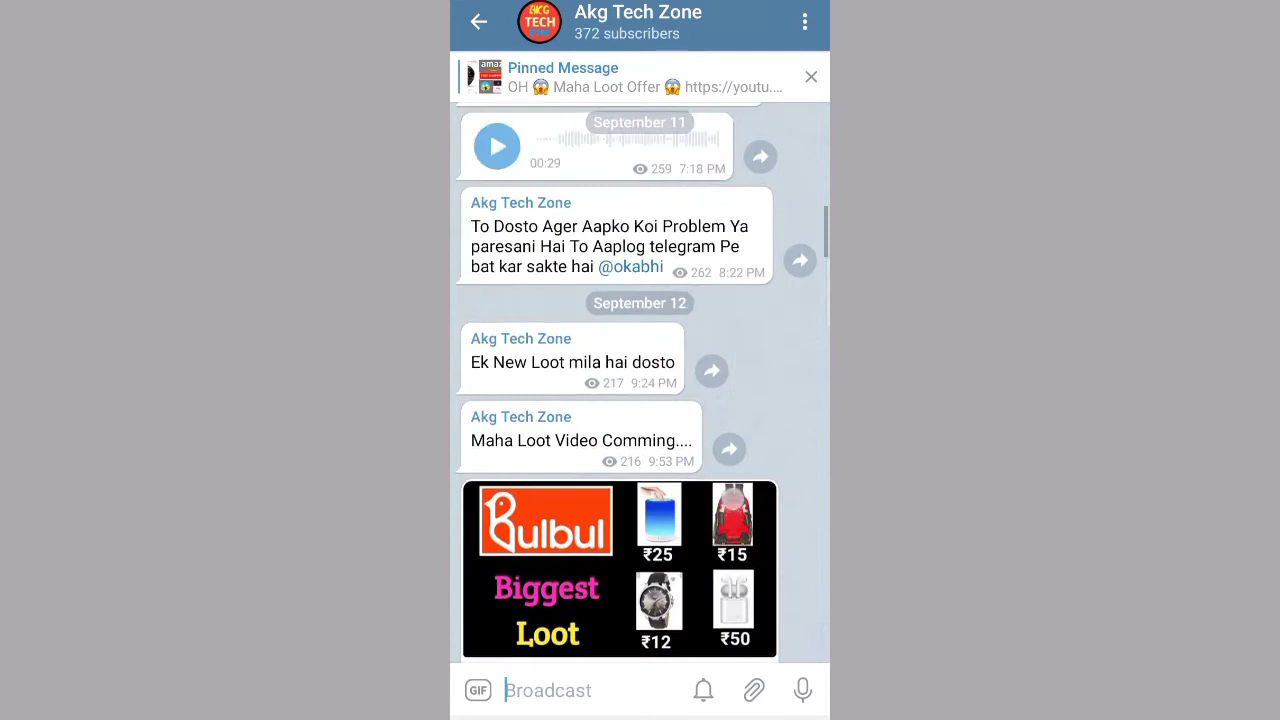 AKG
TECH
Akg Tech Zone
372 subscribers
amaz
Pinned Message
OH 😱 Maha Loot Offer 😱 https://youtu....
September 11
00:29
259 7:18 PM
Akg Tech Zone
To Dosto Ager Aapko Koi Problem Ya
paresani Hai To Aaplog telegram Pe
bat kar sakte hai @okabhi
262 8:22 PM
September 12
Akg Tech Zone
Ek New Loot mila hai dosto
217 9:24 PM
Akg Tech Zone
Maha Loot Video Comming....
216 9:53 PM
Bulbul
₹25
₹15
Biggest
Loot
₹12
₹50
GIF
Broadcast